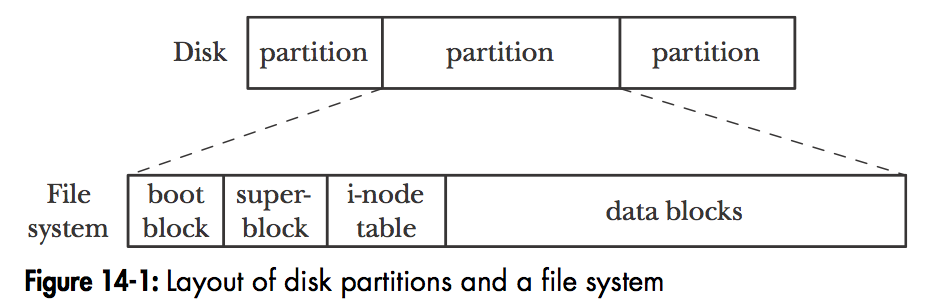 Disk partition partition partition
File system
boot block
super-block
i-node table
data blocks
Figure 14-1: Layout of disk partitions and a file system